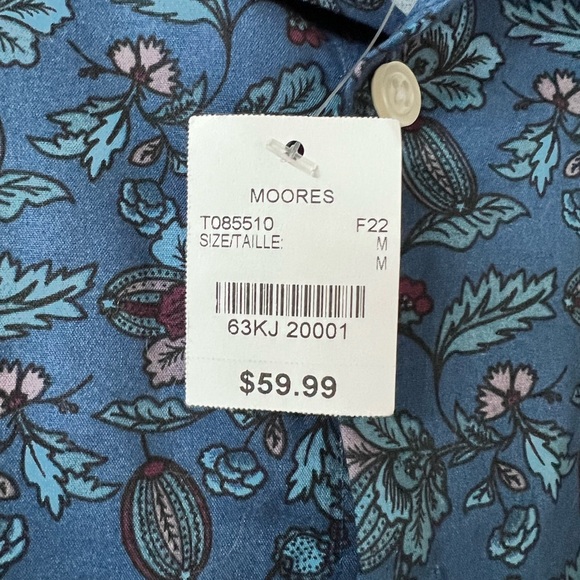 MOORES
T085510 F22
SIZE/TAILLE: M
M
63KJ 20001
$59.99